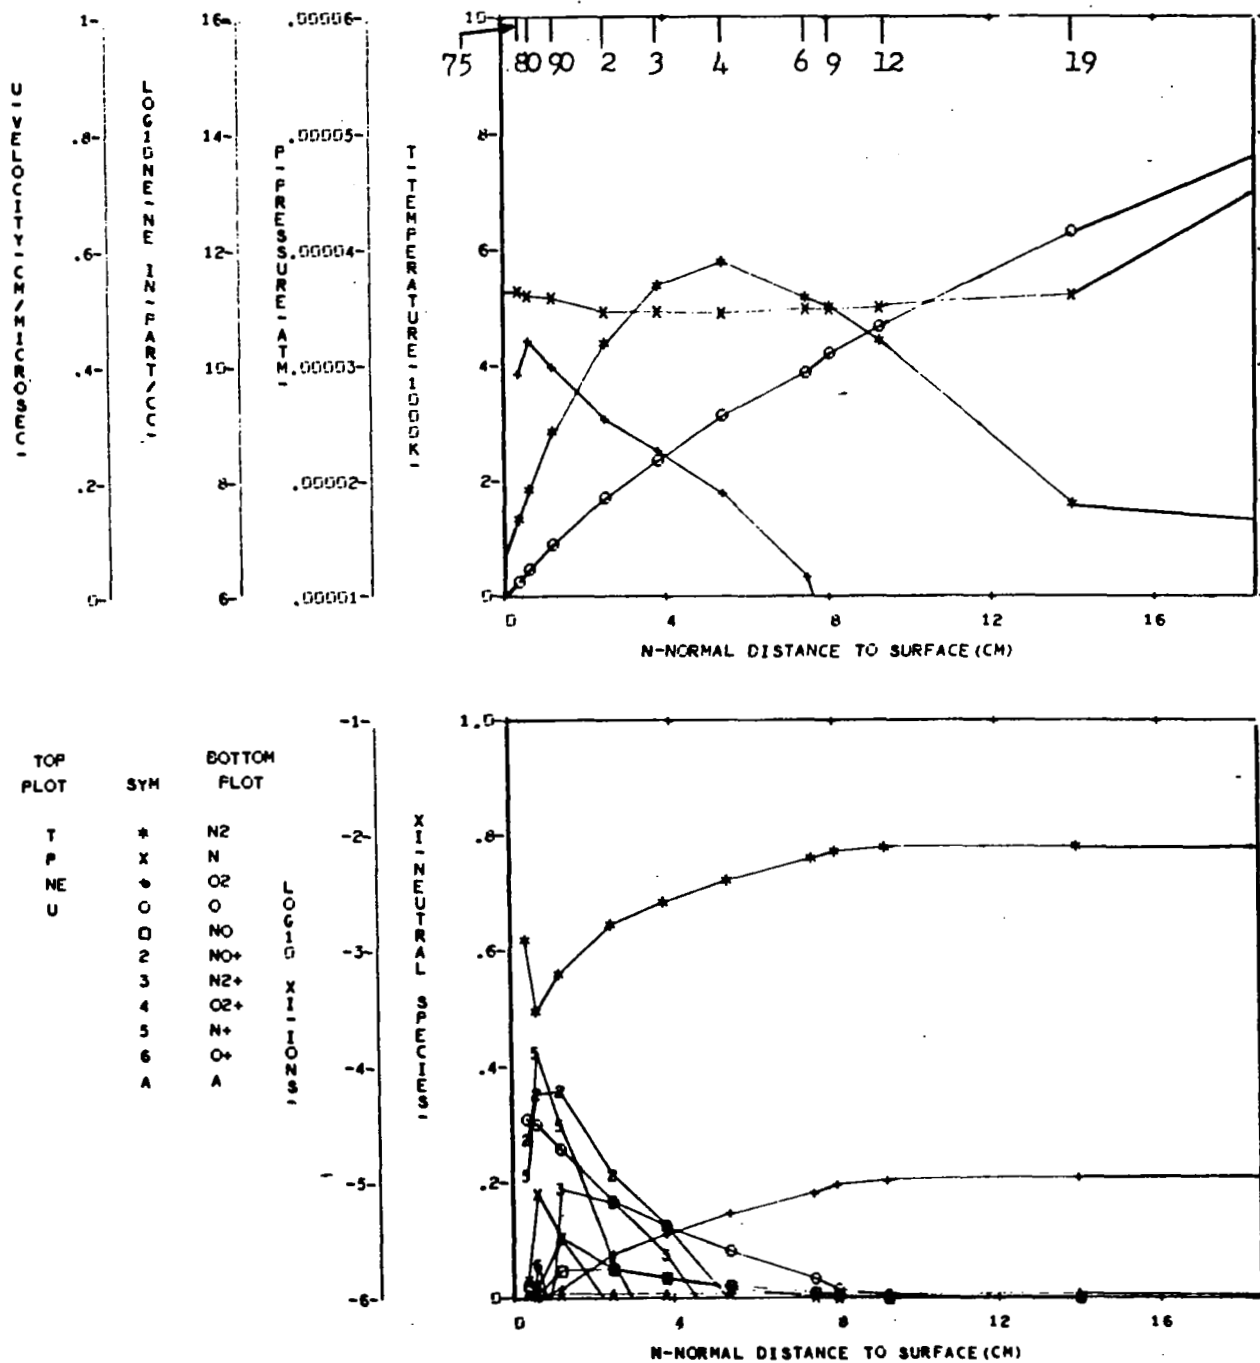 1-
.8-
.6-
.4-
.2-
0-
U-VELOCITY-CM/MICROSEC-
16-
14-
12-
10-
8-
6-
LOG10NE-NE IN-PART/CC-
.00006-
.00005-
.00004-
.00003-
.00002-
.00001-
P-PRESSURE-ATM-
10-
8-
6-
4-
2-
0-
T-TEMPERATURE-1000K-
75 80 90 2 3 4 6 9 12 19
0 4 8 12 16
N-NORMAL DISTANCE TO SURFACE(CM)
TOP PLOT SYM BOTTOM PLOT
T * N2
P X N
NE + O2
U O O
□ NO
2 NO+
3 N2+
4 O2+
5 N+
6 O+
A A
-1-
-2-
-3-
-4-
-5-
-6-
LOG10 XI-IONS-
1.0
.8-
.6-
.4-
.2-
0
XI-NEUTRAL SPECIES-
0 4 8 12 16
N-NORMAL DISTANCE TO SURFACE(CM)